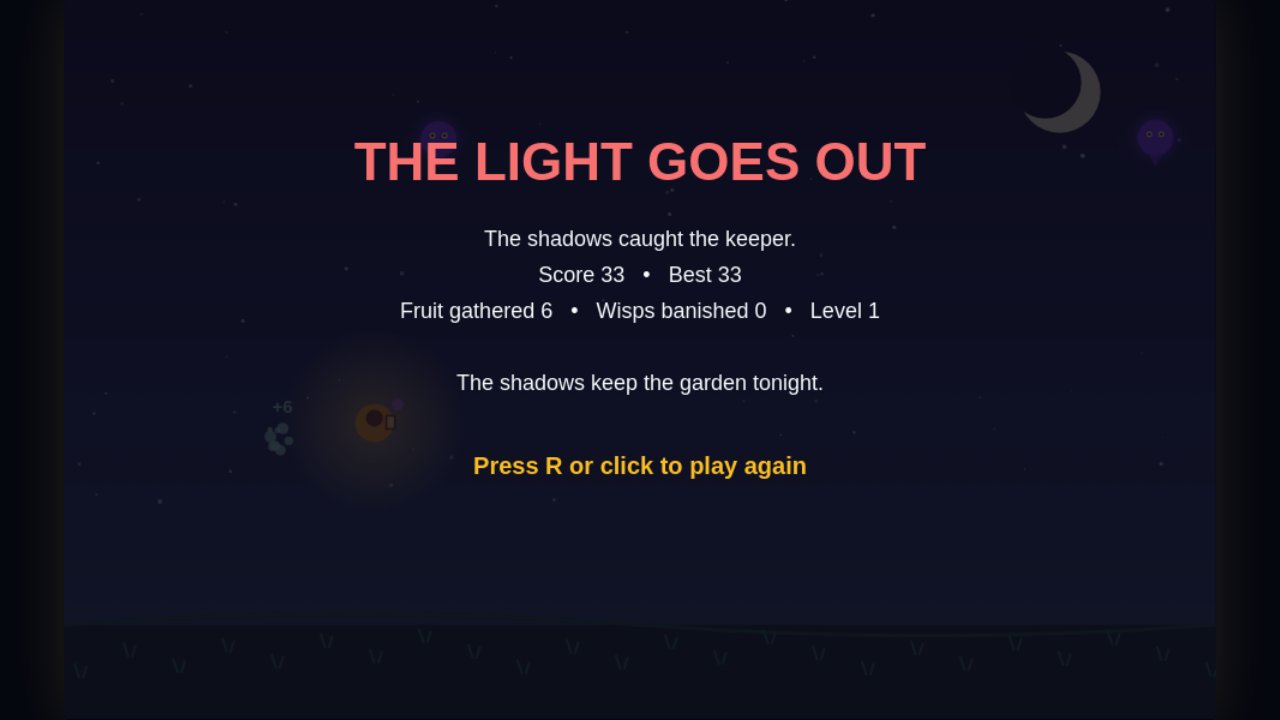 THE LIGHT GOES OUT
The shadows caught the keeper.
Score 33 • Best 33
Fruit gathered 6 • Wisps banished 0 • Level 1
The shadows keep the garden tonight.
+6
Press R or click to play again